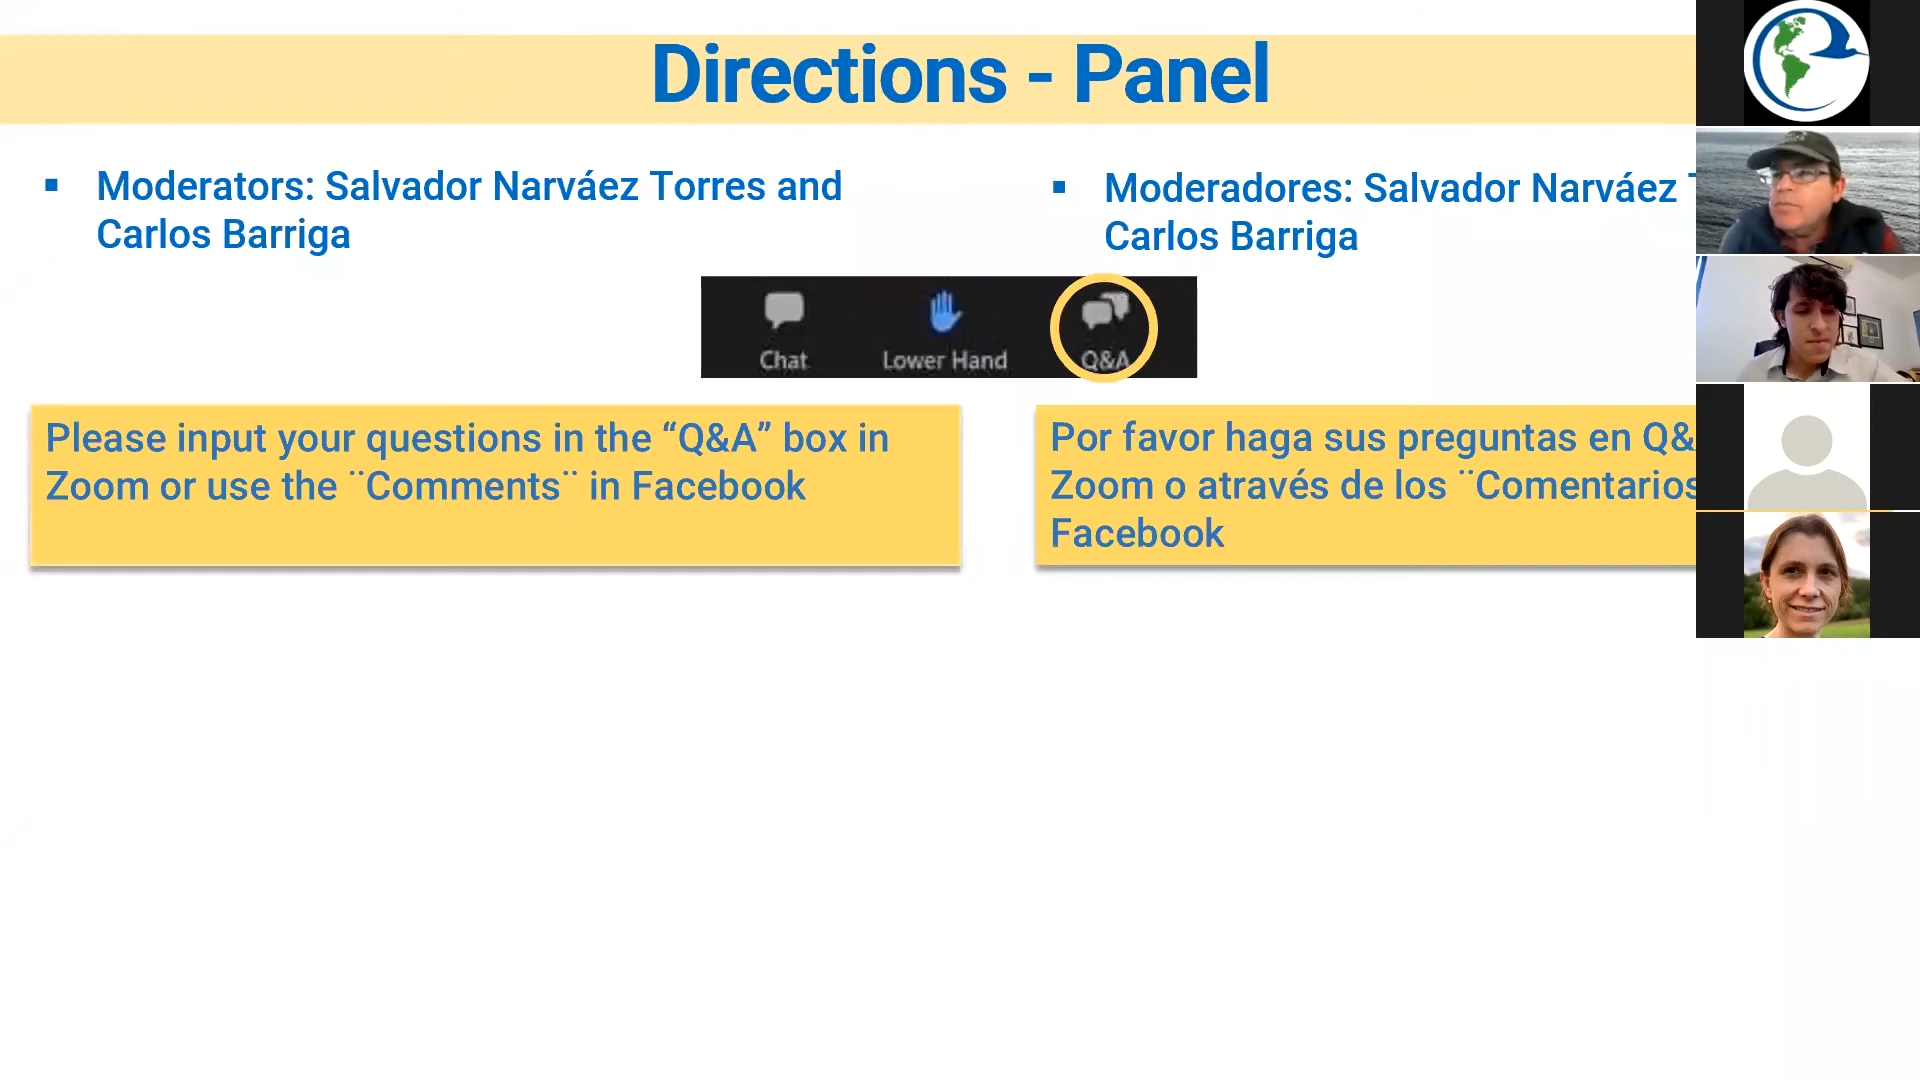 Directions - Panel
▪ Moderators: Salvador Narváez Torres and
Carlos Barriga
▪ Moderadores: Salvador Narváez
Carlos Barriga
Chat
Lower Hand
Q&A
Please input your questions in the “Q&A” box in
Zoom or use the ¨Comments¨ in Facebook
Por favor haga sus preguntas en Q&
Zoom o através de los ¨Comentarios
Facebook